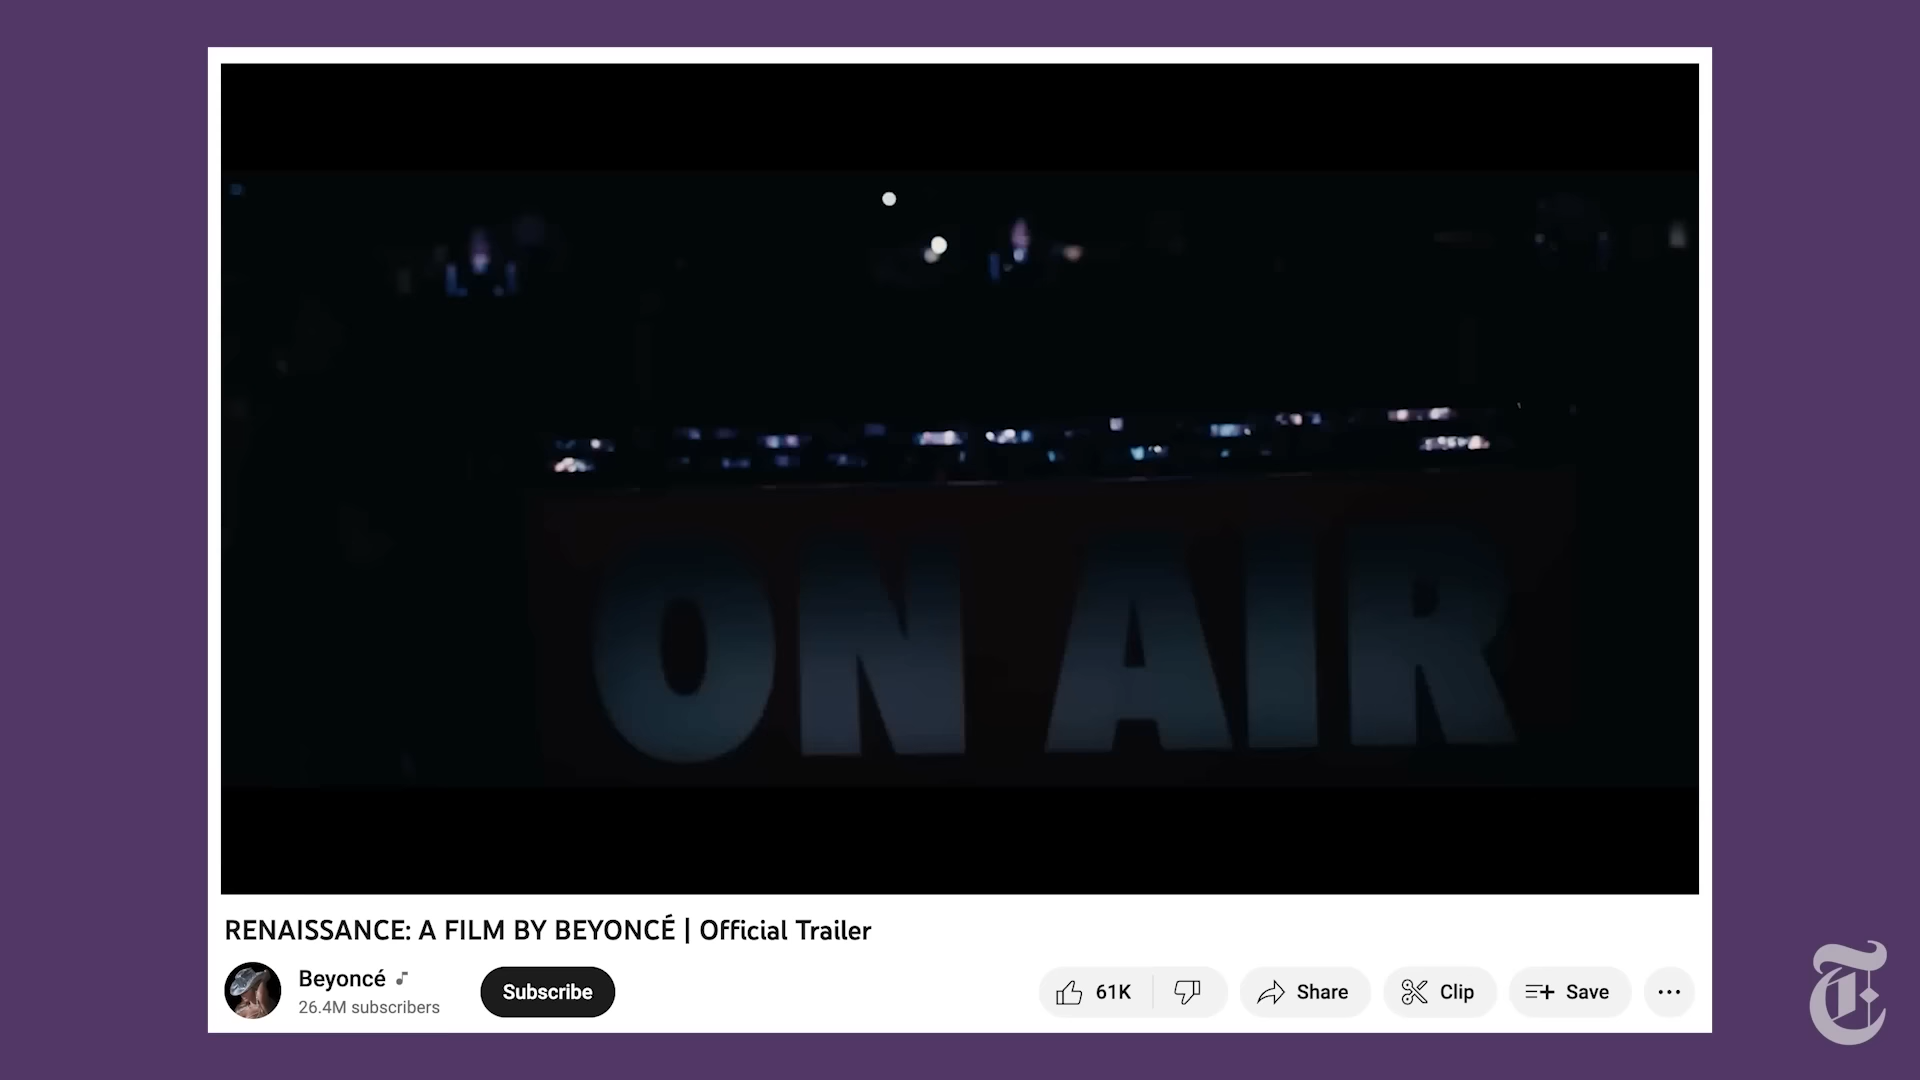 ON AIR
RENAISSANCE: A FILM BY BEYONCÉ | Official Trailer
Beyoncé
26.4M subscribers
Subscribe
61K
Share
Clip
Save
T